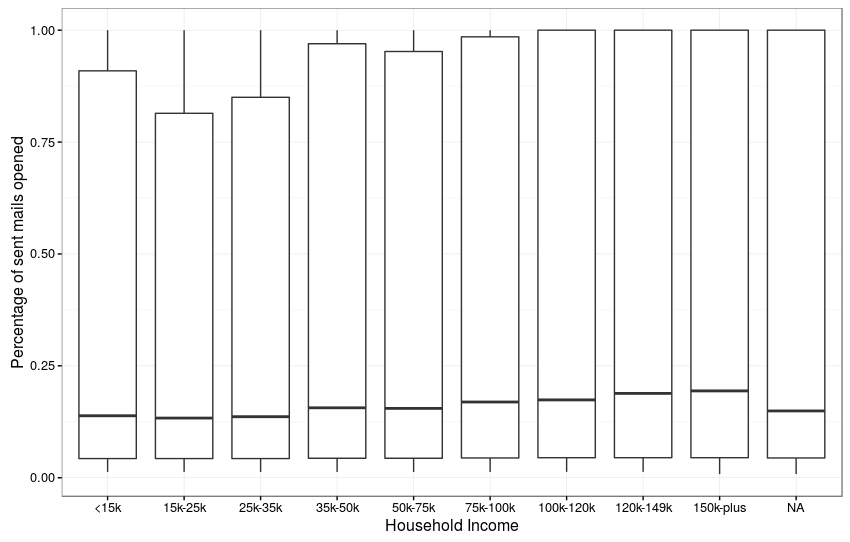 Percentage of sent mails opened
1.00
0.75
0.50
0.25
0.00
<15k 15k-25k 25k-35k 35k-50k 50k-75k 75k-100k 100k-120k 120k-149k 150k-plus NA
Household Income